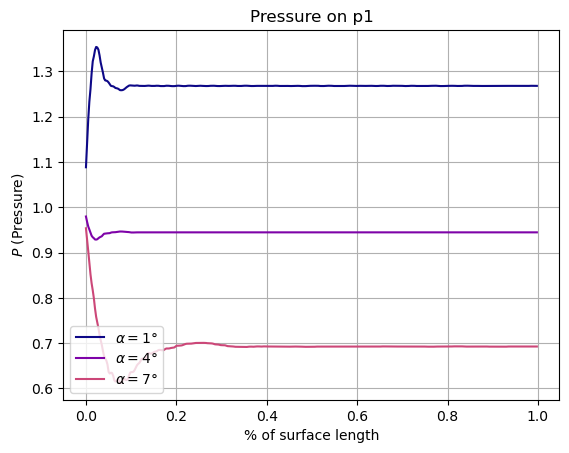 Pressure on p1
P (Pressure)
1.3
1.2
1.1
1.0
0.9
0.8
0.7
0.6
α = 1°
α = 4°
α = 7°
0.0 0.2 0.4 0.6 0.8 1.0
% of surface length